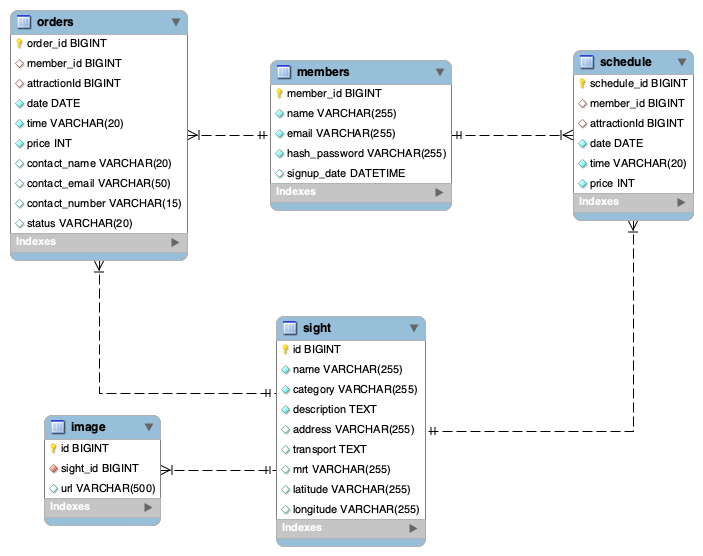 orders
order_id BIGINT
member_id BIGINT
attractionId BIGINT
date DATE
time VARCHAR(20)
price INT
contact_name VARCHAR(20)
contact_email VARCHAR(50)
contact_number VARCHAR(15)
status VARCHAR(20)
Indexes
members
member_id BIGINT
name VARCHAR(255)
email VARCHAR(255)
hash_password VARCHAR(255)
signup_date DATETIME
Indexes
schedule
schedule_id BIGINT
member_id BIGINT
attractionId BIGINT
date DATE
time VARCHAR(20)
price INT
Indexes
sight
id BIGINT
name VARCHAR(255)
category VARCHAR(255)
description TEXT
address VARCHAR(255)
transport TEXT
mrt VARCHAR(255)
latitude VARCHAR(255)
longitude VARCHAR(255)
Indexes
image
id BIGINT
sight_id BIGINT
url VARCHAR(500)
Indexes